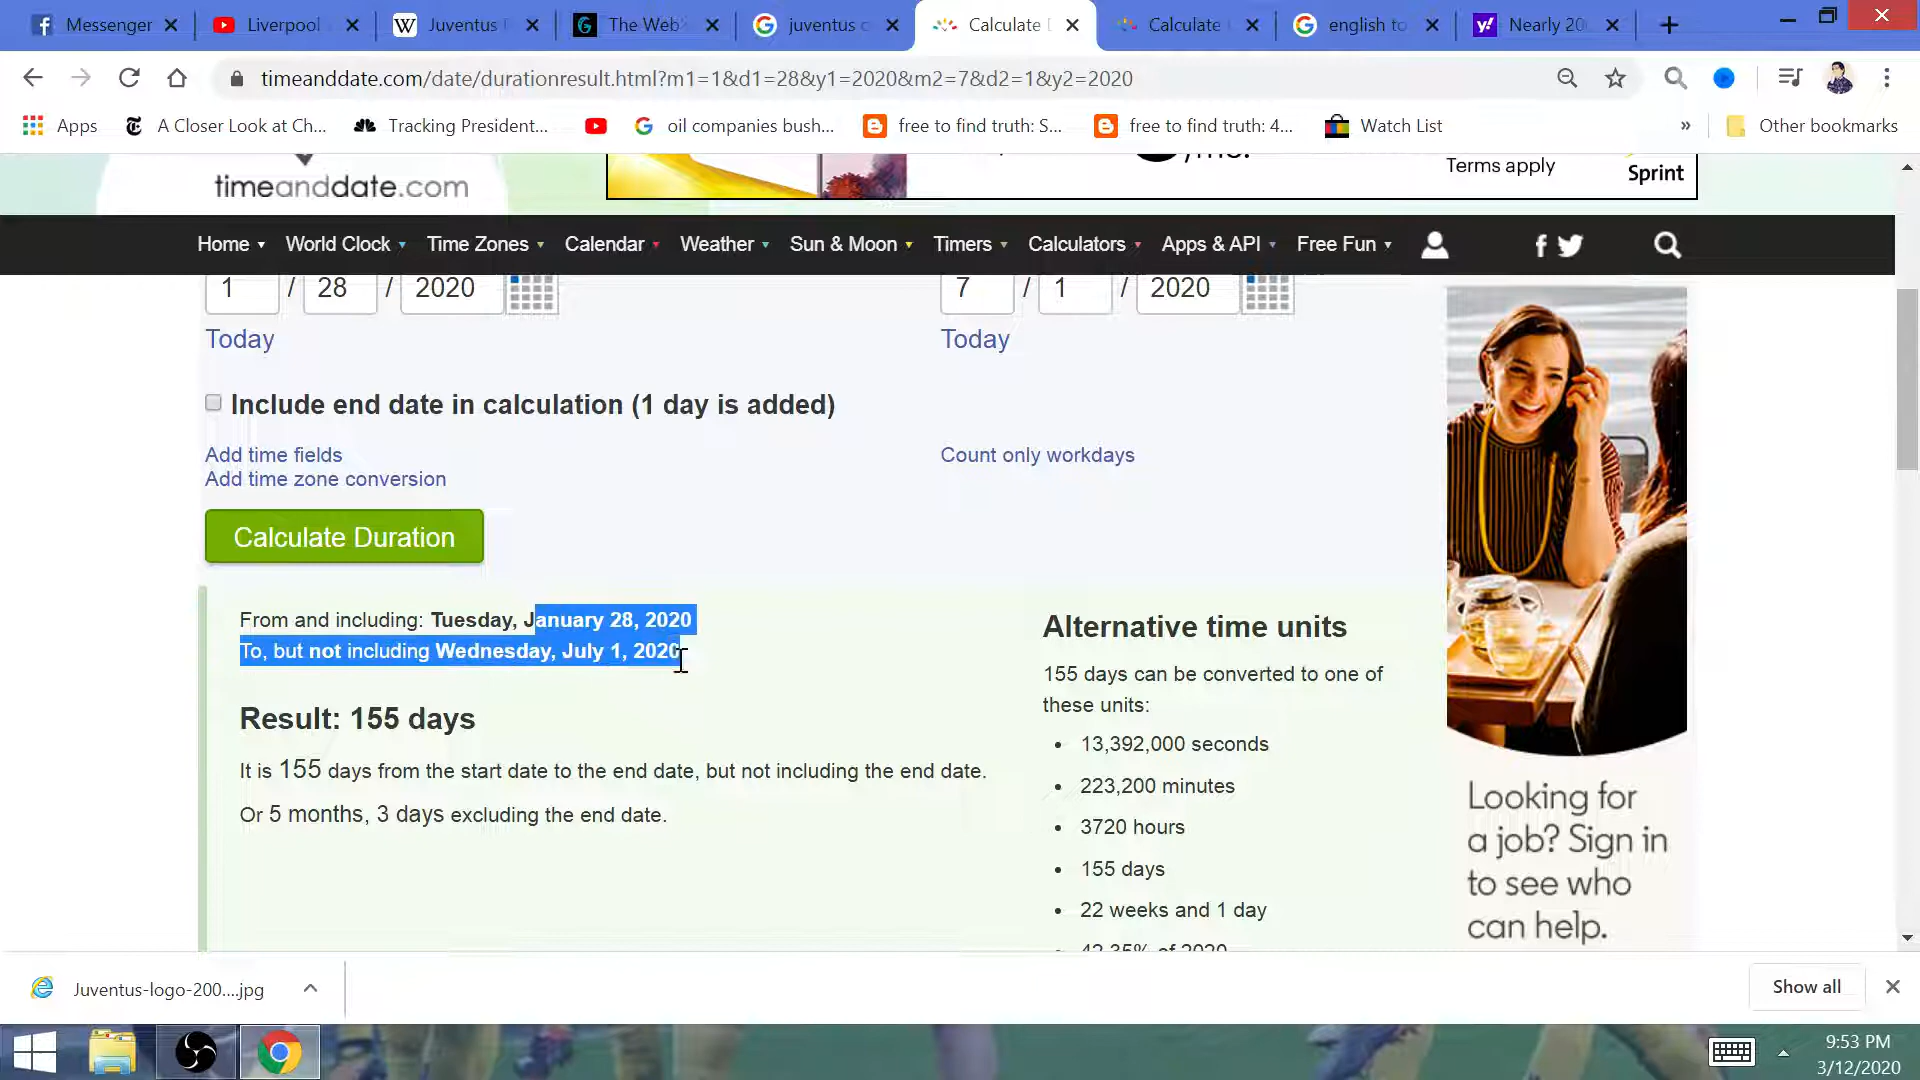 Messenger
Liverpool
Juventus
The Web
juventus c
Calculate
Calculate
english to
Nearly 20
timeanddate.com/date/durationresult.html?m1=1&d1=28&y1=2020&m2=7&d2=1&y2=2020
Apps
A Closer Look at Ch...
Tracking President...
oil companies bush...
free to find truth: S...
free to find truth: 4...
Watch List
»
Other bookmarks
timeanddate.com
Terms apply
Sprint
Home
World Clock
Time Zones
Calendar
Weather
Sun & Moon
Timers
Calculators
Apps & API
Free Fun
1 / 28 / 2020
7 / 1 / 2020
Today
Today
Include end date in calculation (1 day is added)
Add time fields
Count only workdays
Add time zone conversion
Calculate Duration
From and including: Tuesday, January 28, 2020
To, but not including Wednesday, July 1, 2020
Result: 155 days
It is 155 days from the start date to the end date, but not including the end date.
Or 5 months, 3 days excluding the end date.
Alternative time units
155 days can be converted to one of
these units:
• 13,392,000 seconds
• 223,200 minutes
• 3720 hours
• 155 days
• 22 weeks and 1 day
• 42.35% of 2020
Looking for
a job? Sign in
to see who
can help.
Juventus-logo-200....jpg
Show all
9:53 PM
3/12/2020